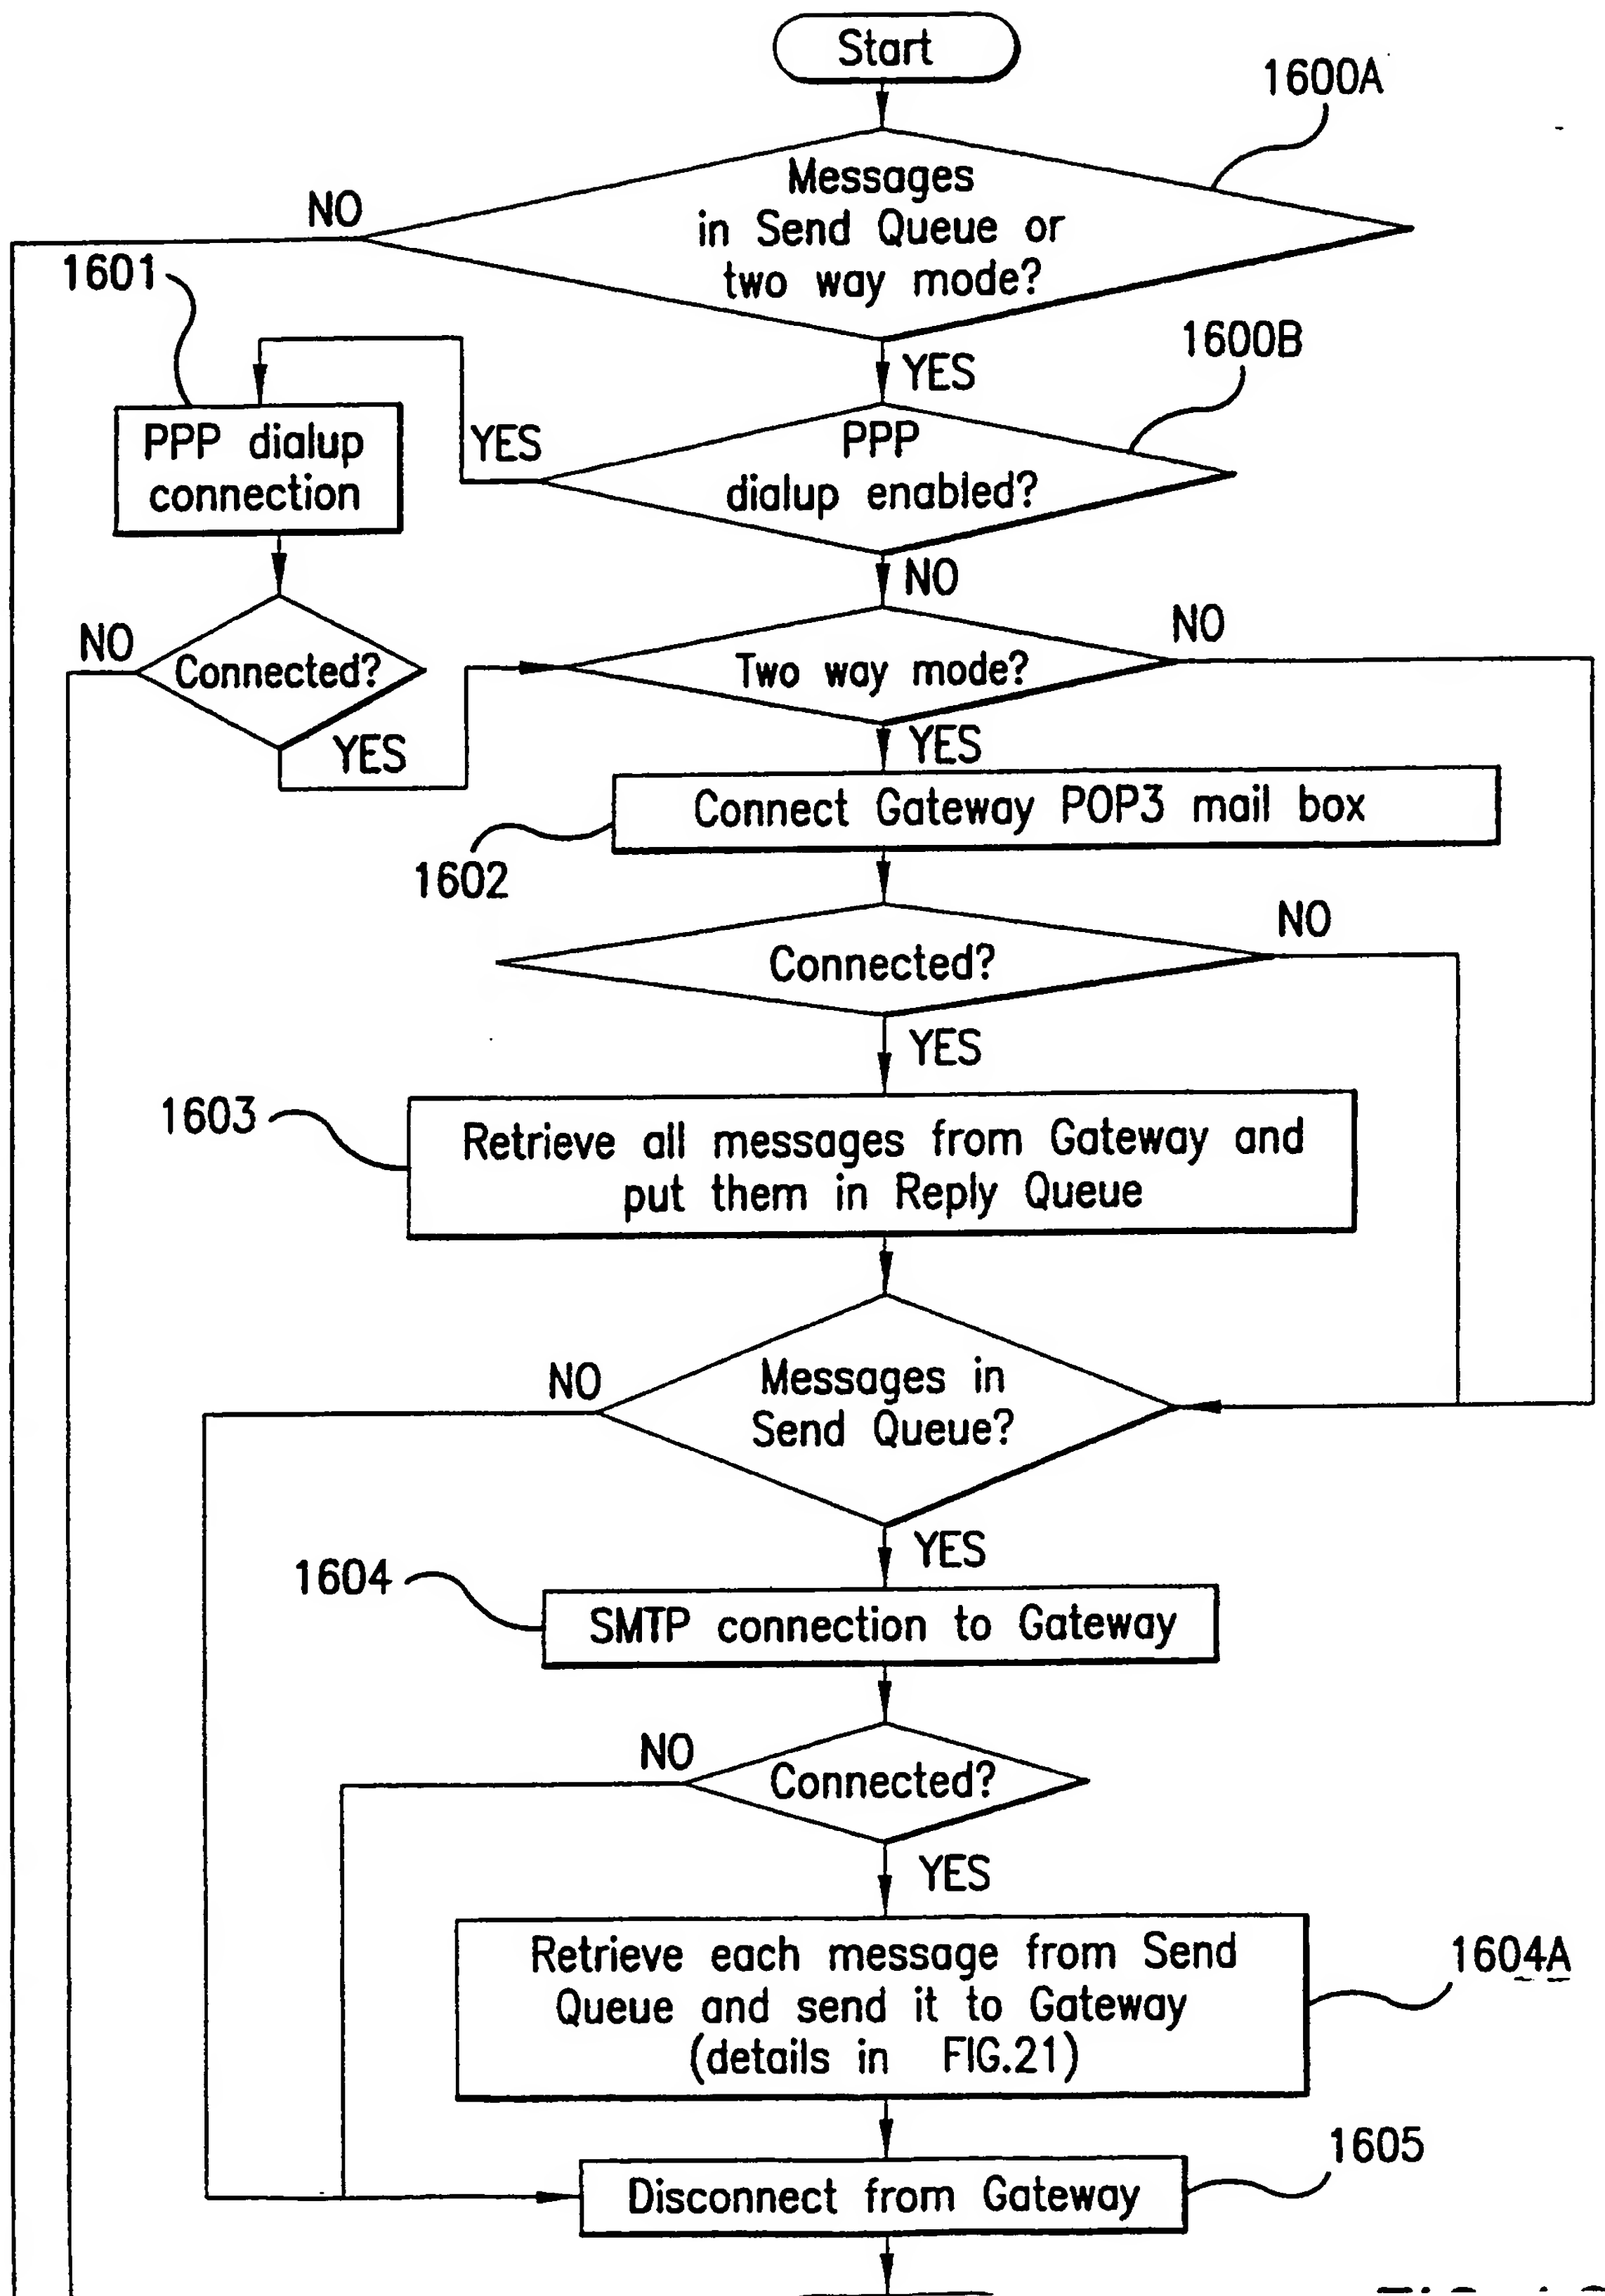 Start
1600A
Messages
in Send Queue or
two way mode?
NO
1601
YES
1600B
PPP dialup
connection
YES
PPP
dialup enabled?
NO
NO
Connected?
YES
Two way mode?
NO
YES
Connect Gateway POP3 mail box
1602
Connected?
NO
YES
1603
Retrieve all messages from Gateway and
put them in Reply Queue
NO
Messages in
Send Queue?
YES
1604
SMTP connection to Gateway
NO
Connected?
YES
Retrieve each message from Send
Queue and send it to Gateway
(details in FIG.21)
1604A
1605
Disconnect from Gateway